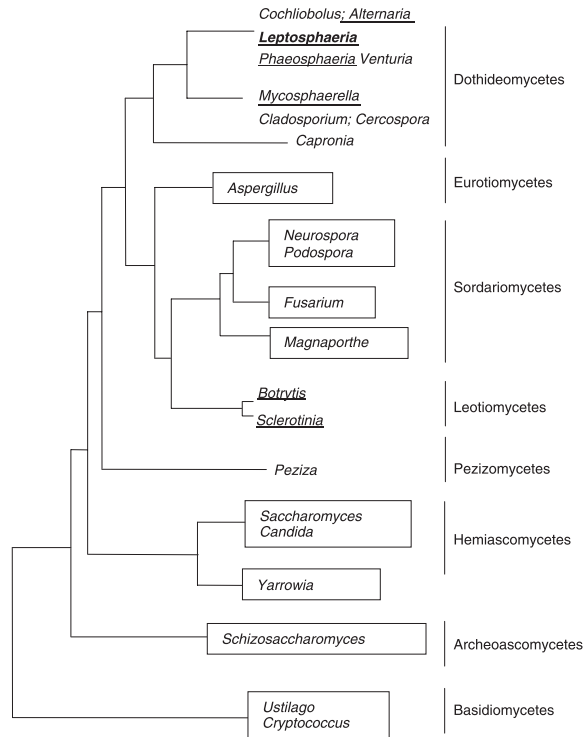 Cochliobolus; Alternaria
Leptosphaeria
Phaeosphaeria Venturia
Dothideomycetes
Mycosphaerella
Cladosporium; Cercospora
Capronia
Eurotiomycetes
Aspergillus
Neurospora
Podospora
Sordariomycetes
Fusarium
Magnaporthe
Botrytis
Leotiomycetes
Sclerotinia
Peziza
Pezizomycetes
Saccharomyces
Candida
Hemiascomycetes
Yarrowia
Schizosaccharomyces
Archeoascomycetes
Ustilago
Basidiomycetes
Cryptococcus